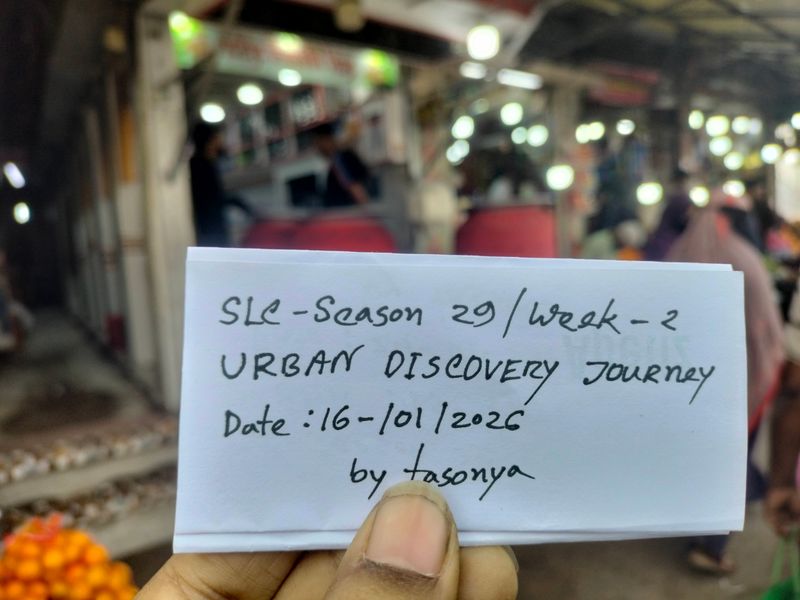 SLC - Season 29 / Week - 2
URBAN DISCOVERY JOURNEY
Date : 16 - /01 / 2026
by tasonya